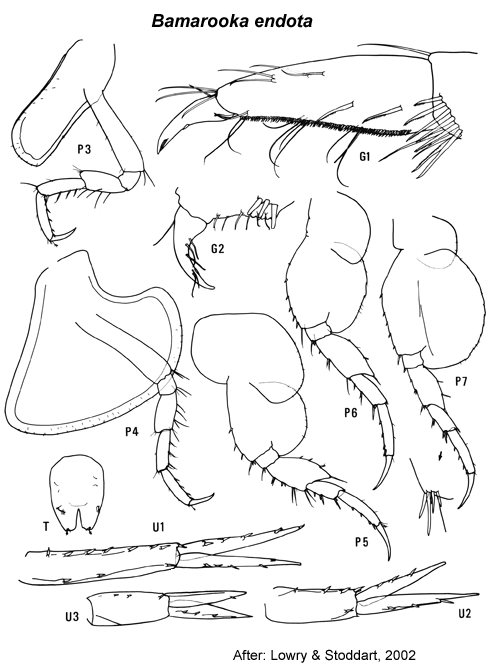 Bamarooka endota
P3
G1
G2
P7
P6
P4
T
U1
P5
U3
U2
After: Lowry & Stoddart, 2002